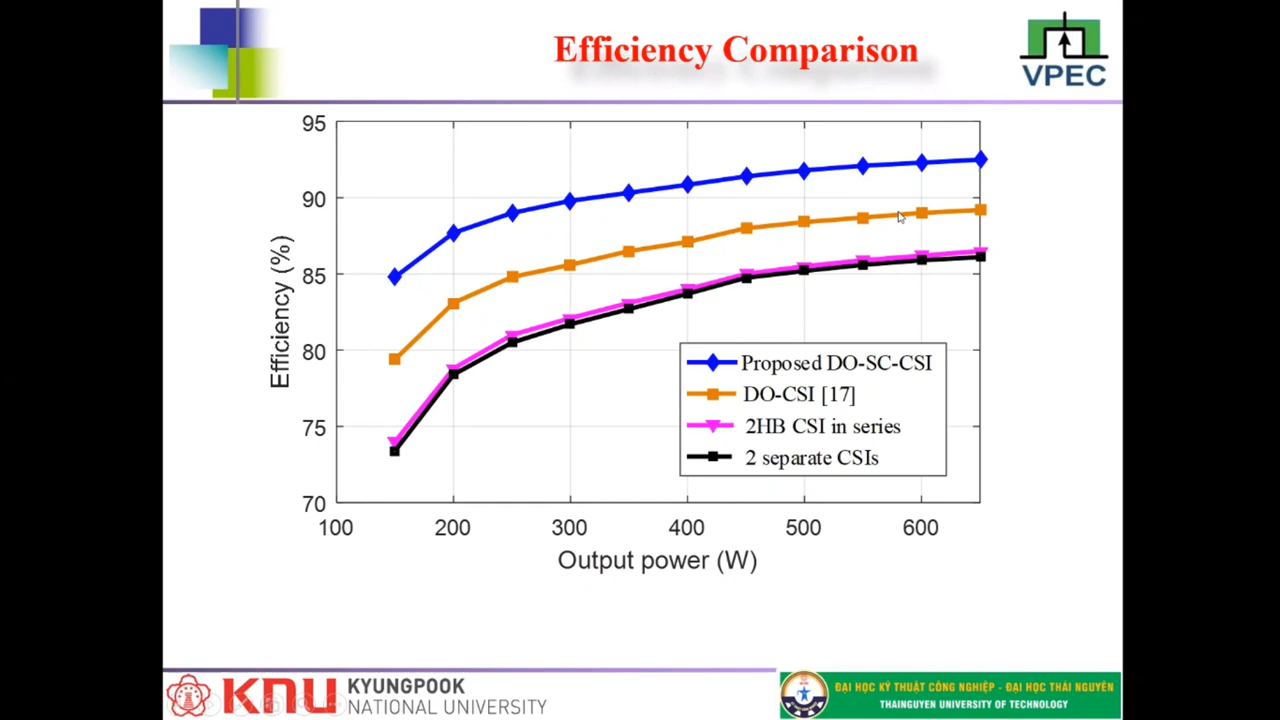 Efficiency Comparison
VPEC
95
90
85
80
75
70
Efficiency (%)
100 200 300 400 500 600
Output power (W)
Proposed DO-SC-CSI
DO-CSI [17]
2HB CSI in series
2 separate CSIs
KNU KYUNGPOOK
NATIONAL UNIVERSITY
ĐẠI HỌC KỸ THUẬT CÔNG NGHIỆP - ĐẠI HỌC THÁI NGUYÊN
THAINGUYEN UNIVERSITY OF TECHNOLOGY